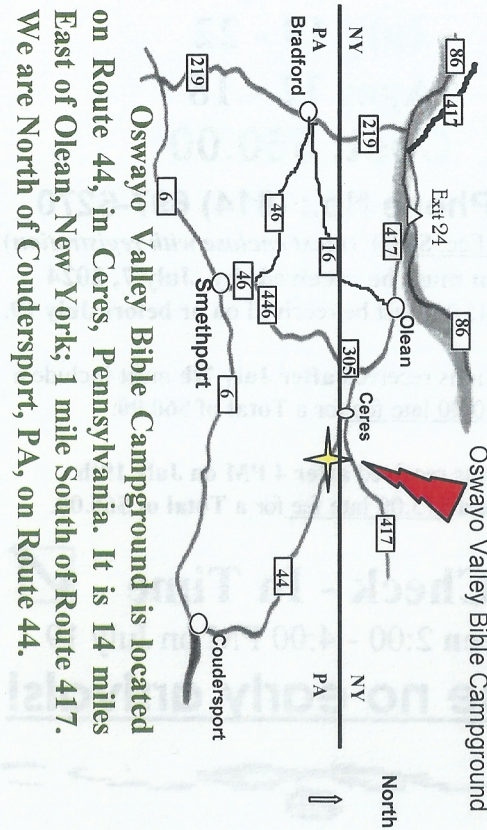 Oswayo Valley Bible Campground
North
86
417
Exit 24
417
86
Olean
219
NY
NY
PA
PA
305
Ceres
417
Bradford
16
46
446
46
44
219
6
Smethport
6
Coudersport
Oswayo Valley Bible Campground is located
on Route 44, in Ceres, Pennsylvania. It is 14 miles
East of Olean, New York; 1 mile South of Route 417.
We are North of Coudersport, PA, on Route 44.